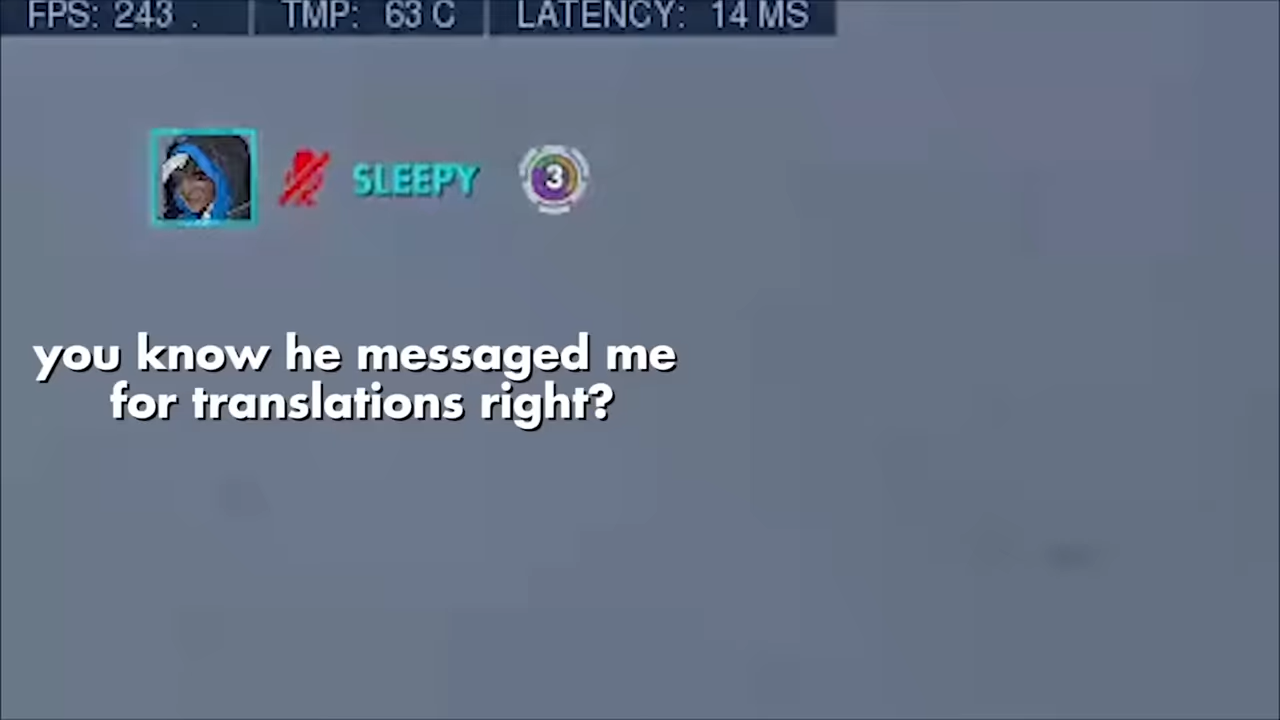 FPS: 243 . TMP: 63 C LATENCY: 14 MS
SLEEPY 3
you know he messaged me
for translations right?